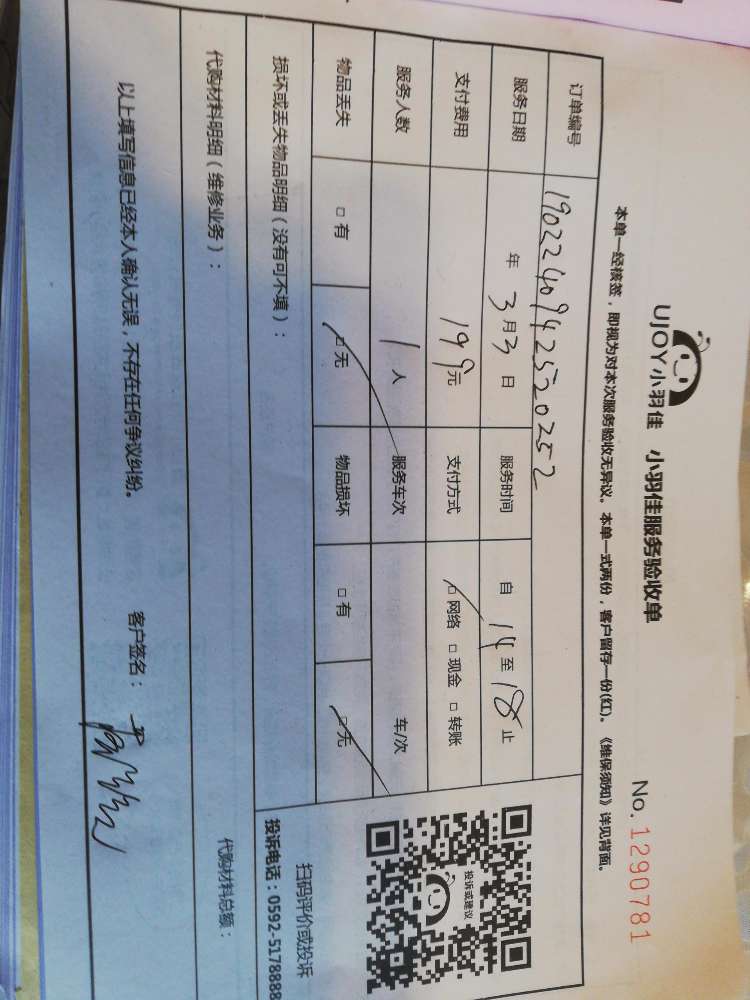 UJOY小羽佳 小羽佳服务验收单
No. 1290781
本单一经核签，即视为对本次服务验收无异议。本单一式两份，客户留存一份(红)。《维保须知》详见背面。
订单编号 1902240942520252
服务日期 年 3月3日 服务时间 自 14 至 18 止
支付费用 199元 支付方式 □网络 □现金 □转账
服务人数 1人 服务车次 车/次
物品丢失 □有 □无 物品损坏 □有 □无
损坏或丢失物品明细（没有可不填）：
投诉或建议
扫码评价或投诉
投诉电话：0592-5178888
代购材料明细（维修业务）： 代购材料总额：
以上填写信息已经本人确认无误，不存在任何争议纠纷。 客户签名：